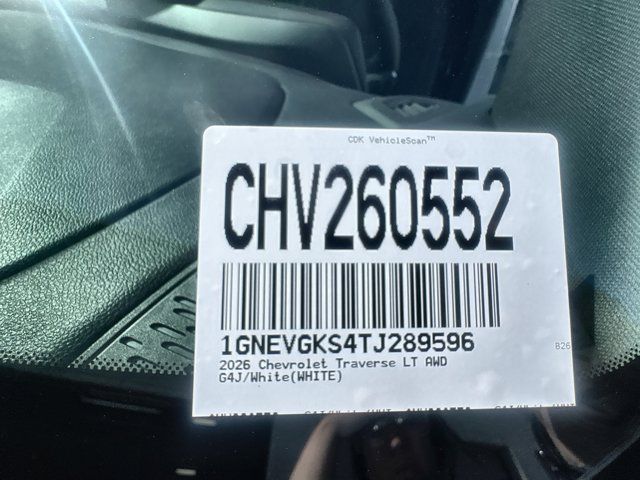 CDK VehicleScan™
CHV260552
1GNEVGKS4TJ289596
2026 Chevrolet Traverse LT AWD
G4J/White(WHITE)
B26